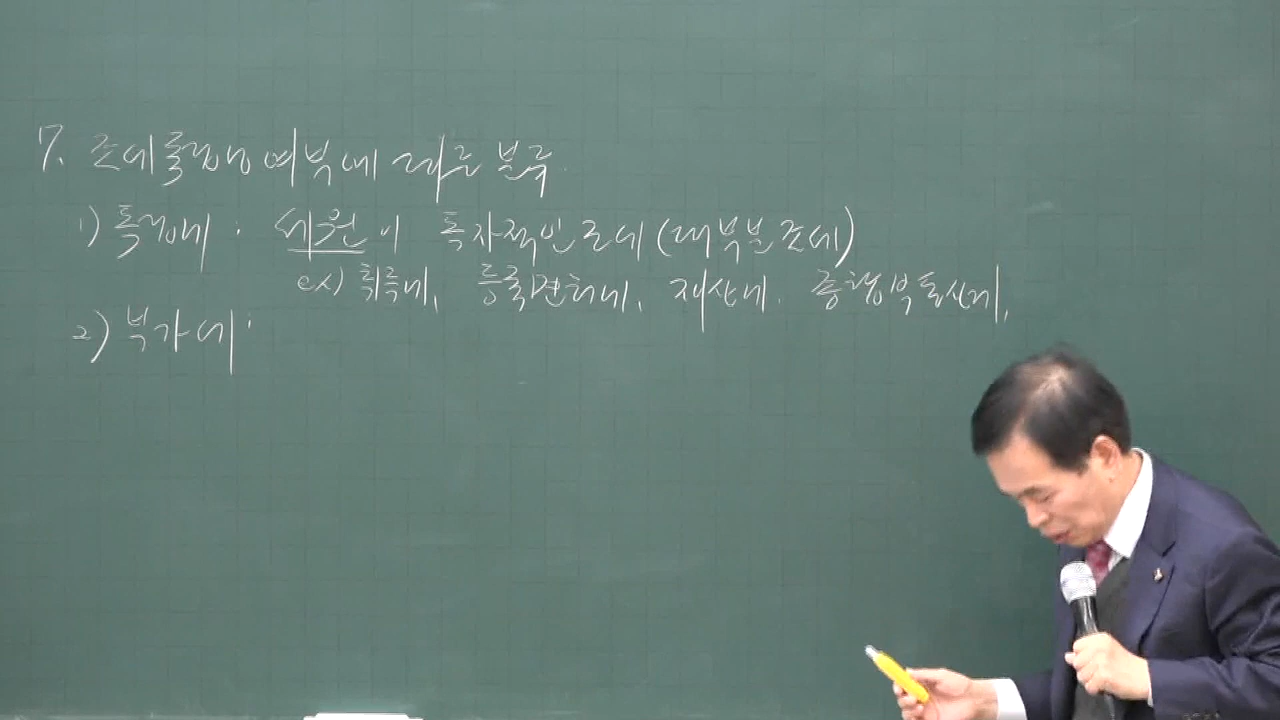 7. 조세독립성 여부에 따른 분류.
1) 독립세 : 세원이 독자적인 조세 (대부분 조세)
ex) 취득세, 등록면허세, 재산세, 종합부동산세,
2) 부가세 :